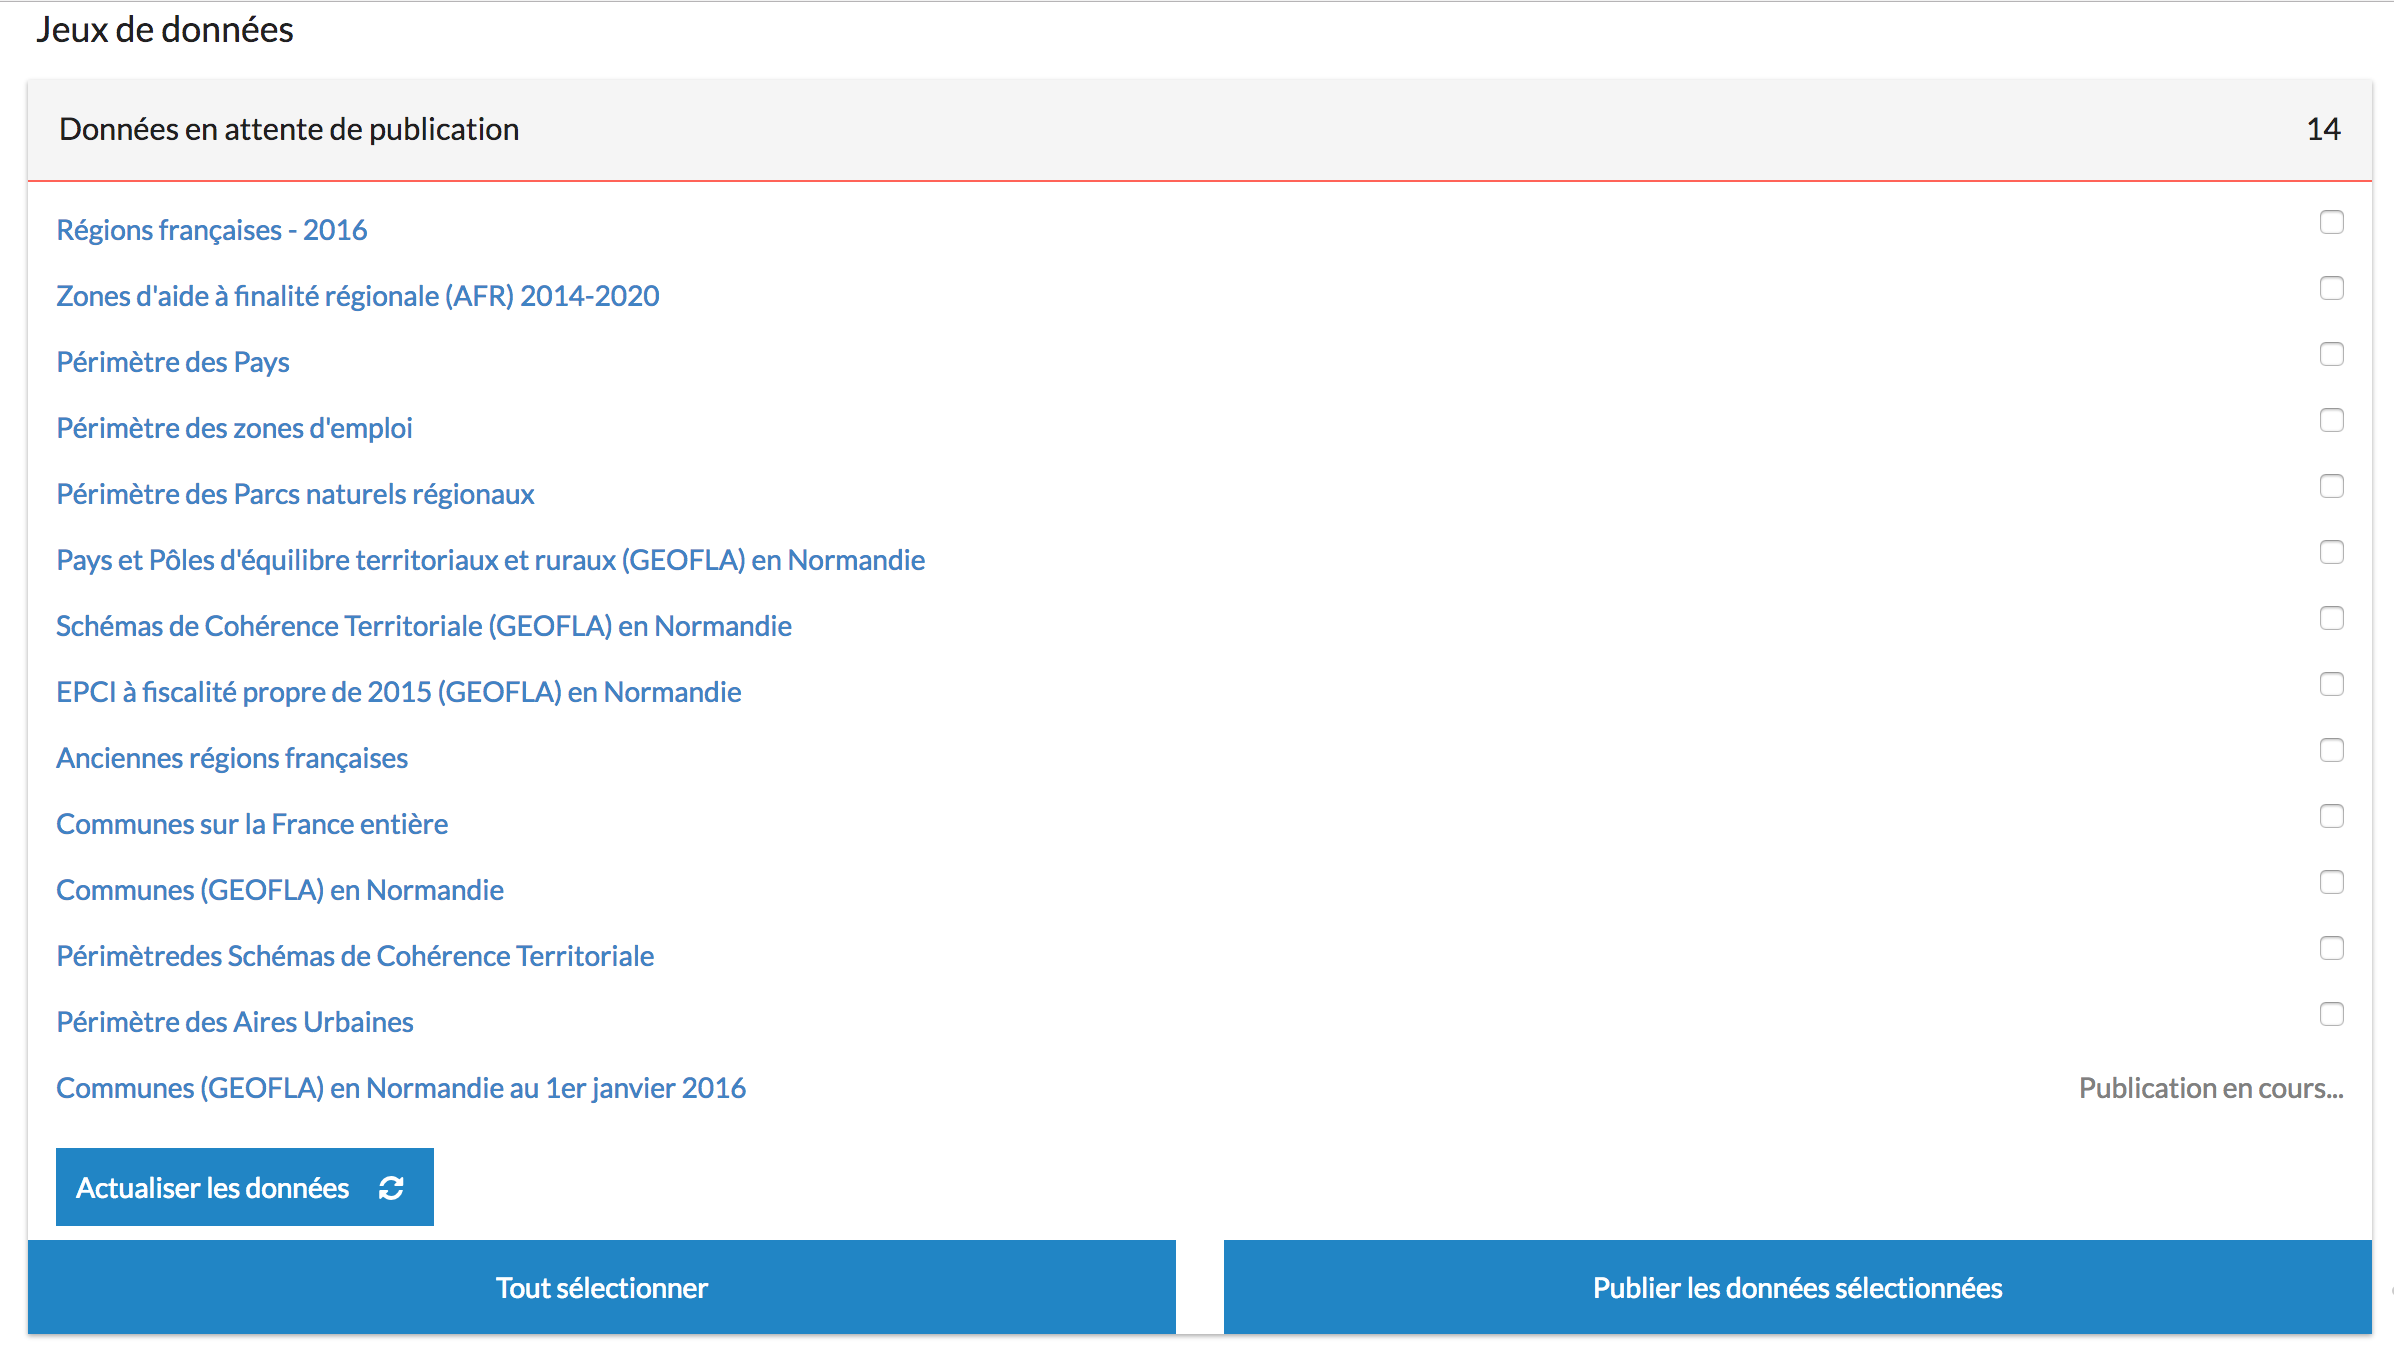 Jeux de données
Données en attente de publication 14
Régions françaises - 2016
Zones d'aide à finalité régionale (AFR) 2014-2020
Périmètre des Pays
Périmètre des zones d'emploi
Périmètre des Parcs naturels régionaux
Pays et Pôles d'équilibre territoriaux et ruraux (GEOFLA) en Normandie
Schémas de Cohérence Territoriale (GEOFLA) en Normandie
EPCI à fiscalité propre de 2015 (GEOFLA) en Normandie
Anciennes régions françaises
Communes sur la France entière
Communes (GEOFLA) en Normandie
Périmètredes Schémas de Cohérence Territoriale
Périmètre des Aires Urbaines
Communes (GEOFLA) en Normandie au 1er janvier 2016 Publication en cours...
Actualiser les données
Tout sélectionner Publier les données sélectionnées